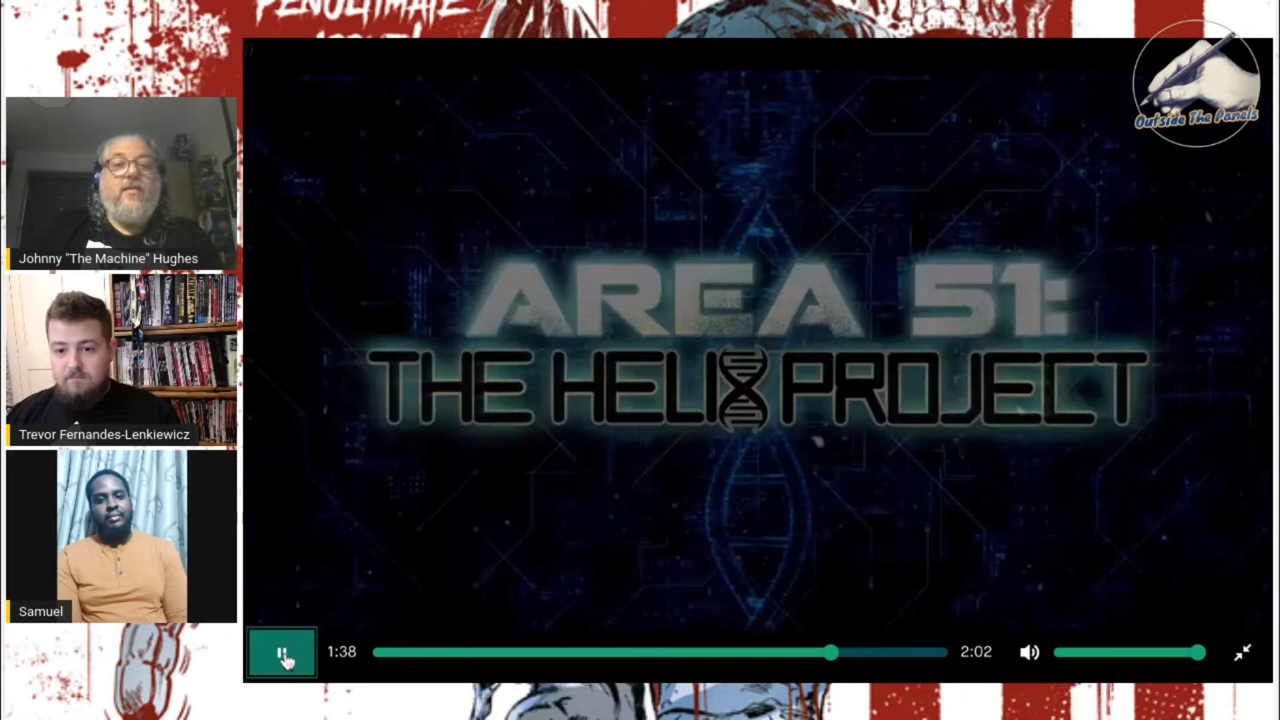 PENULTIMATE
Outside The Panels
AREA 51:
THE HELIX PROJECT
Johnny "The Machine" Hughes
Trevor Fernandes-Lenkiewicz
Samuel
1:38
2:02